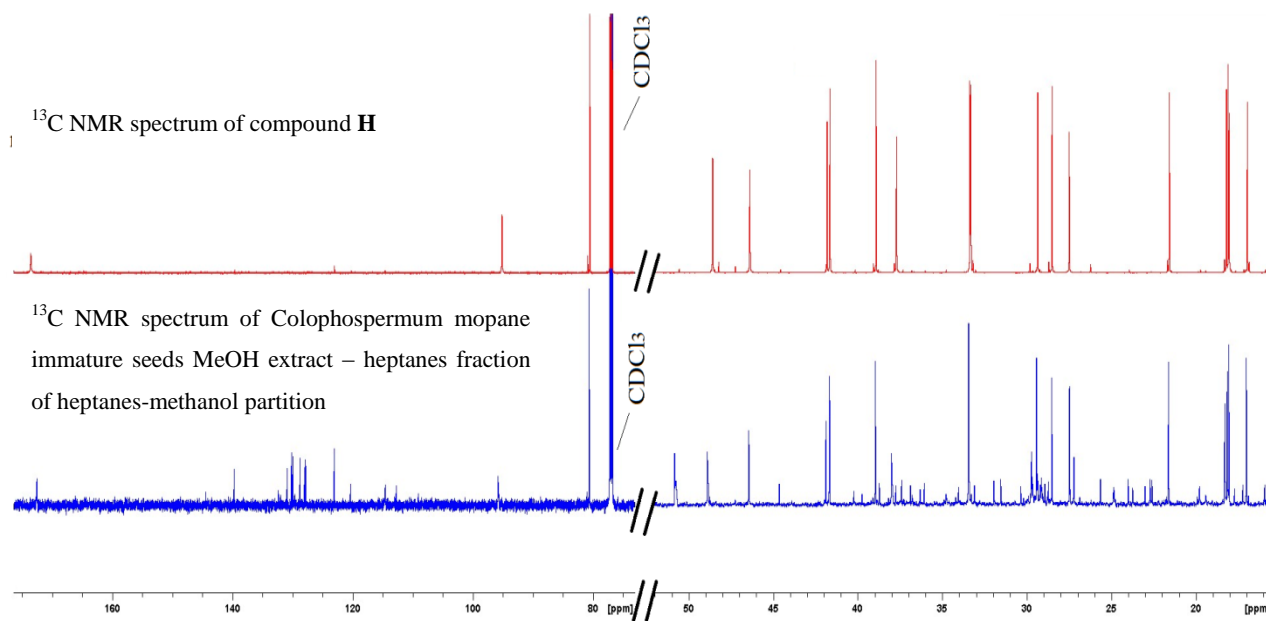 CDCl3
¹³C NMR spectrum of compound H
¹³C NMR spectrum of Colophospermum mopane
immature seeds MeOH extract – heptanes fraction
of heptanes-methanol partition
CDCl3
160 140 120 100 80 [ppm] 50 45 40 35 30 25 20 [ppm]